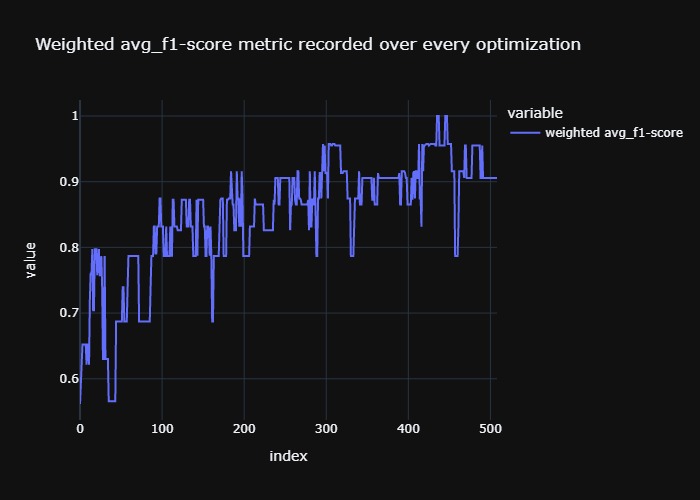 Weighted avg_f1-score metric recorded over every optimization
variable
weighted avg_f1-score
1
0.9
0.8
0.7
0.6
value
0
100
200
300
400
500
index